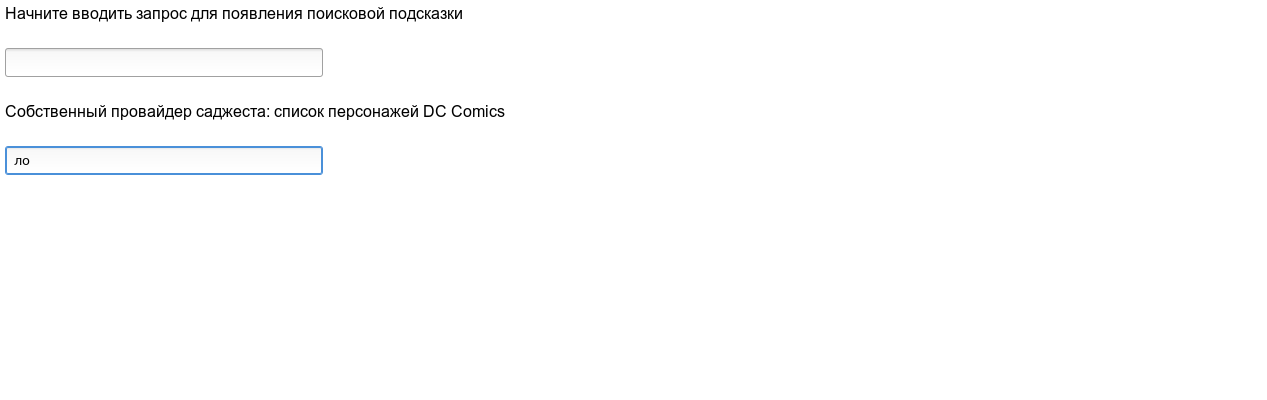 Начните вводить запрос для появления поисковой подсказки
Собственный провайдер саджеста: список персонажей DC Comics
ло